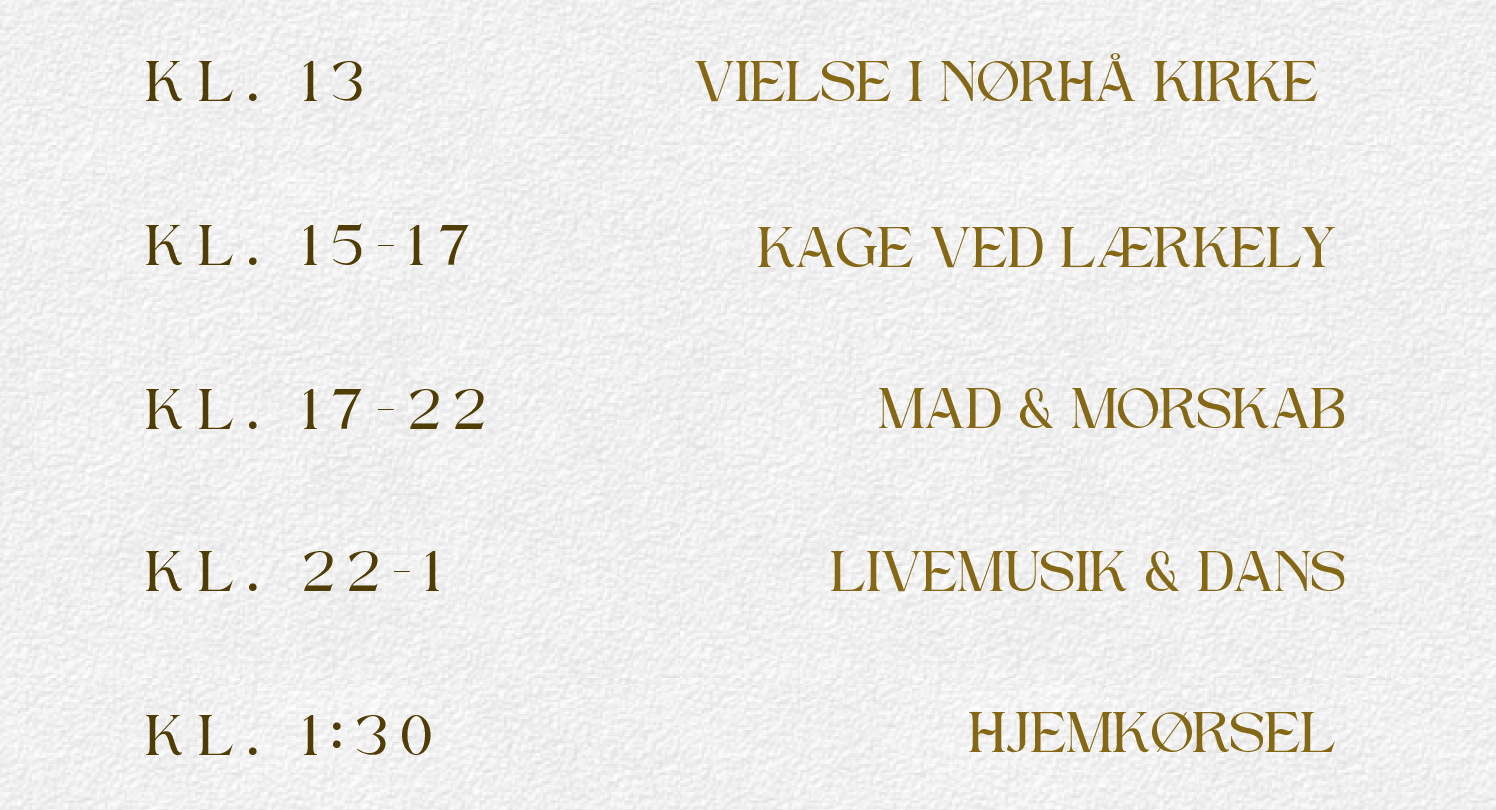 KL. 13 VIELSE I NØRHÅ KIRKE
KL. 15-17 KAGE VED LÆRKELY
KL. 17-22 MAD & MORSKAB
KL. 22-1 LIVEMUSIK & DANS
KL. 1:30 HJEMKØRSEL